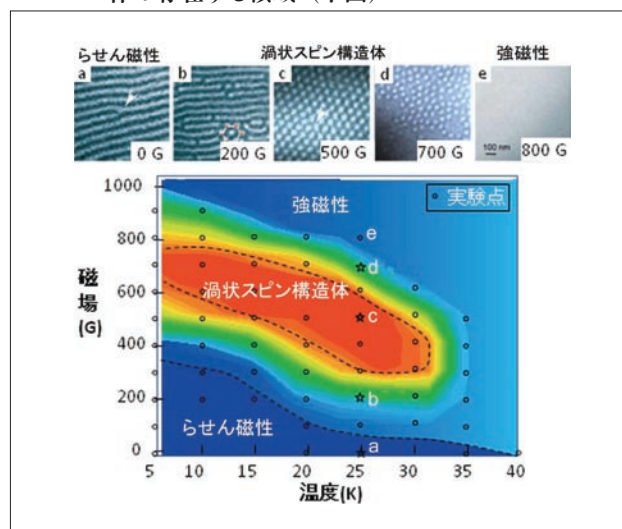 らせん磁性
渦状スピン構造体
強磁性
a
b
c
d
e
0 G
200 G
500 G
700 G
100 nm
800 G
1000
800
600
400
200
0
磁場
(G)
強磁性
実験点
e
d
渦状スピン構造体
c
b
らせん磁性
a
5
10
15
20
25
30
35
40
温度(K)